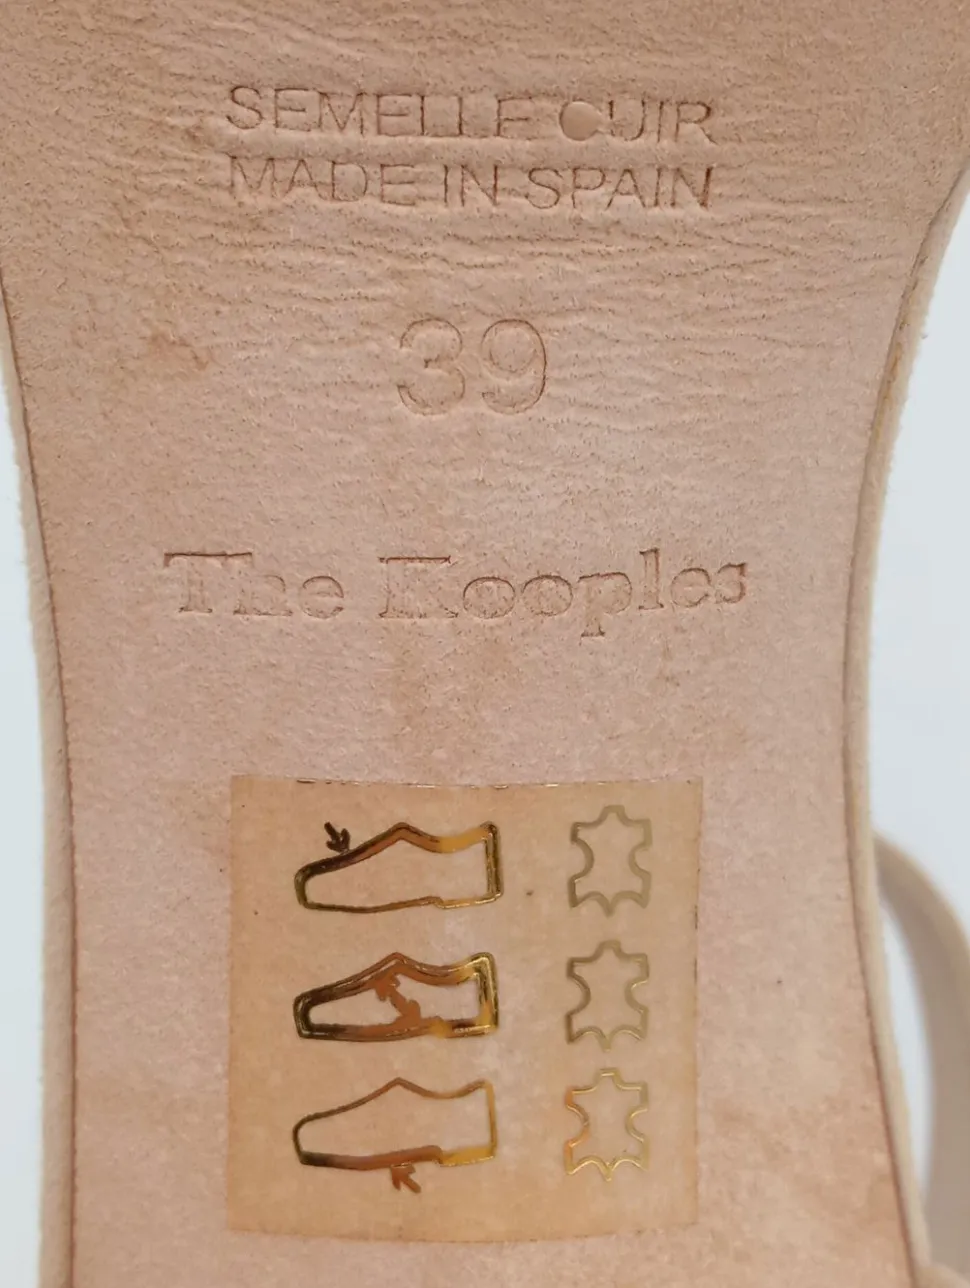 SEMELLE CUIR
MADE IN SPAIN
39
The Kooples